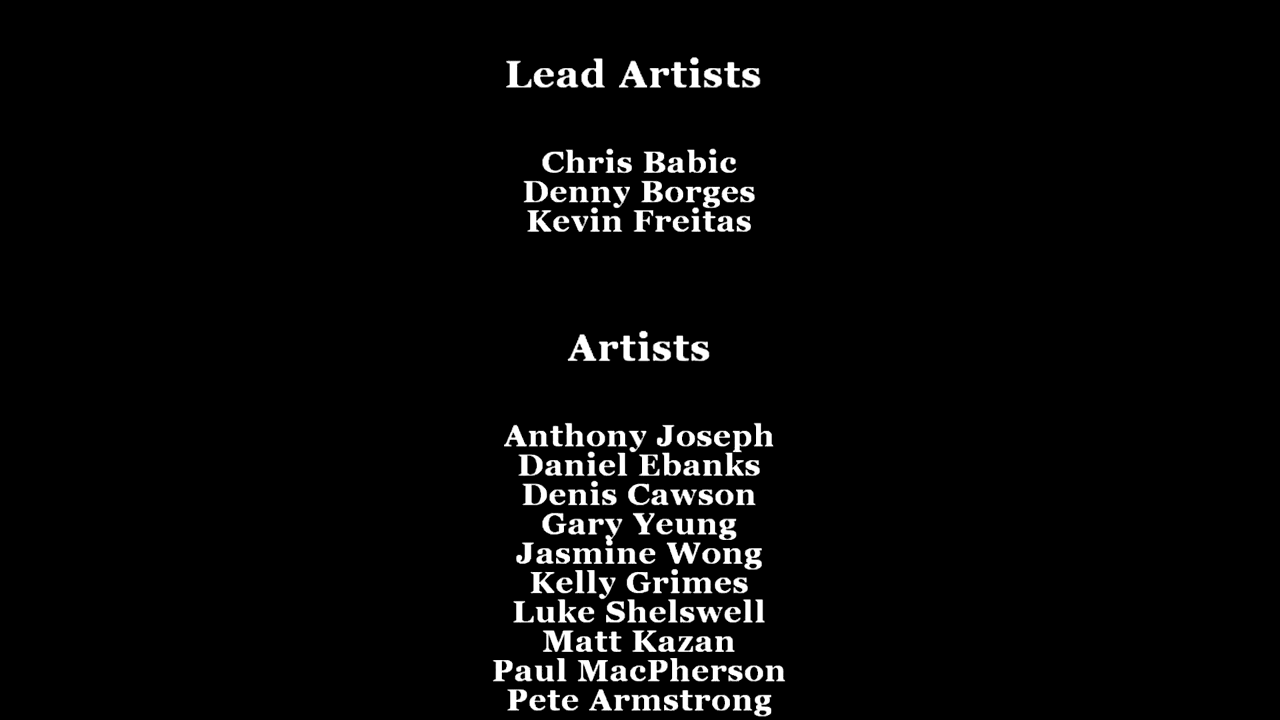 Lead Artists
Chris Babic
Denny Borges
Kevin Freitas
Artists
Anthony Joseph
Daniel Ebanks
Denis Cawson
Gary Yeung
Jasmine Wong
Kelly Grimes
Luke Shelswell
Matt Kazan
Paul MacPherson
Pete Armstrong